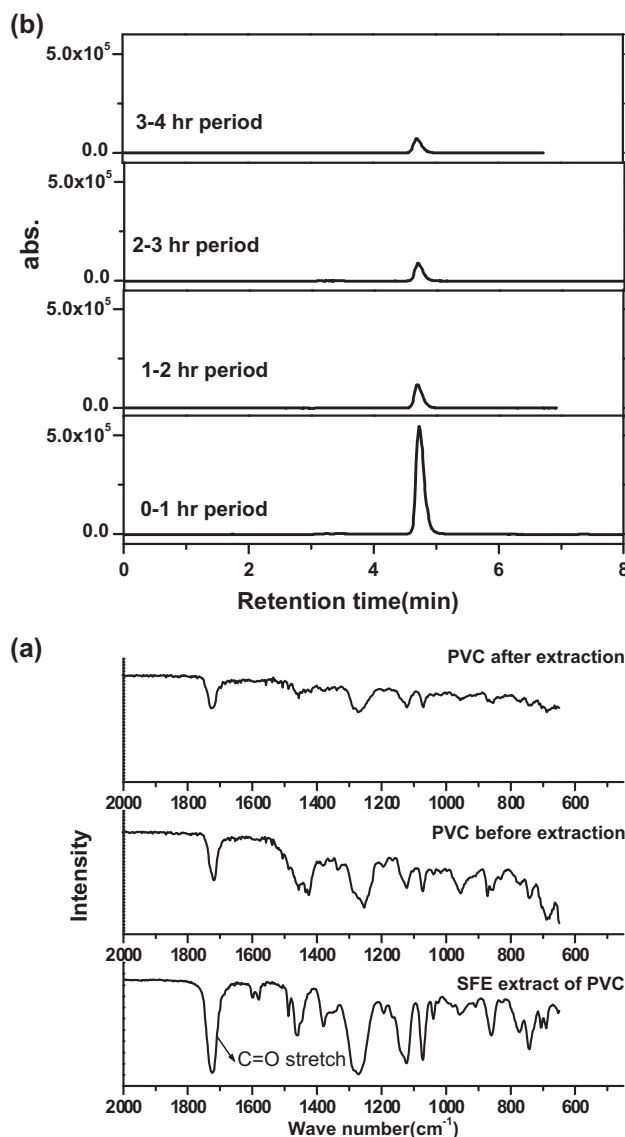 (b)
5.0x10⁵
3-4 hr period
0.0
5.0x10⁵
2-3 hr period
0.0
5.0x10⁵
1-2 hr period
0.0
5.0x10⁵
0-1 hr period
0.0
abs.
0 2 4 6 8
Retention time(min)
(a)
PVC after extraction
2000 1800 1600 1400 1200 1000 800 600
PVC before extraction
2000 1800 1600 1400 1200 1000 800 600
SFE extract of PVC
C=O stretch
2000 1800 1600 1400 1200 1000 800 600
Intensity
Wave number(cm⁻¹)